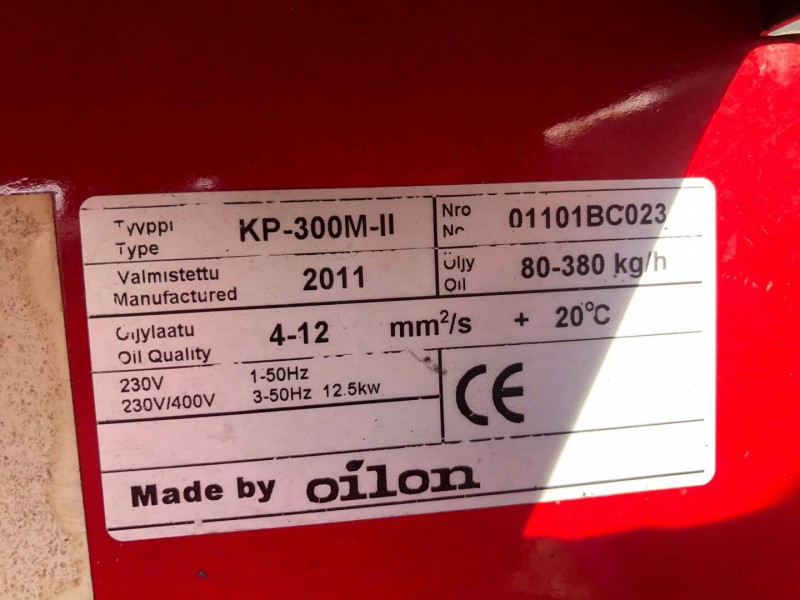 Tyyppi KP-300M-II Nro 01101BC023
Type No
Valmistettu 2011 Öljy 80-380 kg/h
Manufactured Oil
Öljylaatu 4-12 mm²/s + 20°C
Oil Quality
230V 1-50Hz
230V/400V 3-50Hz 12.5kw
CE
Made by oilon